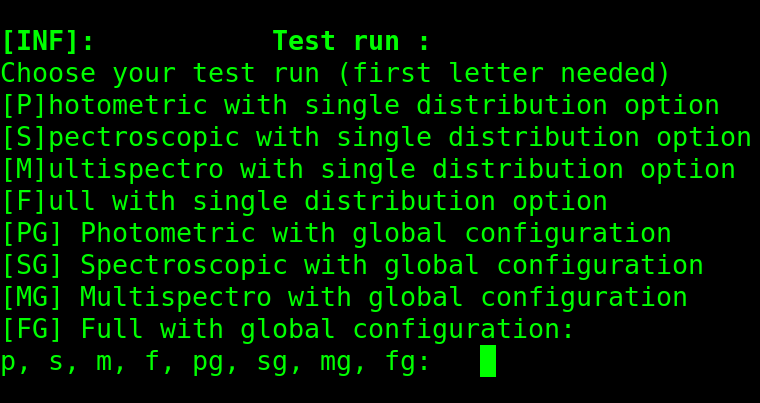 [INF]:           Test run :
Choose your test run (first letter needed)
[P]hotometric with single distribution option
[S]pectroscopic with single distribution option
[M]ultispectro with single distribution option
[F]ull with single distribution option
[PG] Photometric with global configuration
[SG] Spectroscopic with global configuration
[MG] Multispectro with global configuration
[FG] Full with global configuration:
p, s, m, f, pg, sg, mg, fg: